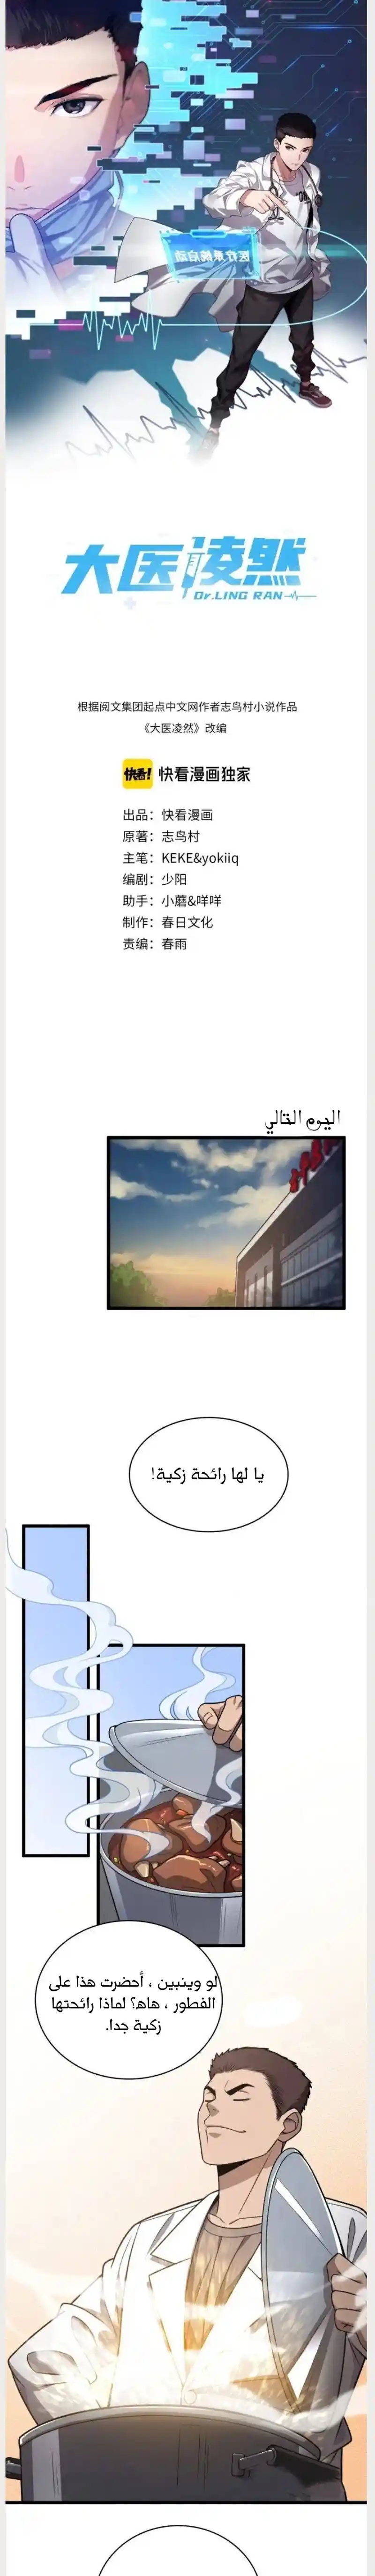 大医凌然
Dr.LING RAN
根据阅文集团起点中文网作者志鸟村小说作品
《大医凌然》改编
快看! 快看漫画独家
出品：快看漫画
原著：志鸟村
主笔：KEKE&yokiiq
编剧：少阳
助手：小蘑&咩咩
制作：春日文化
责编：春雨
اليوم التالي
يا لها رائحة زكية!
لو وينبين ، أحضرت هذا على
الفطور ، هاه؟ لماذا رائحتها
زكية جدا.